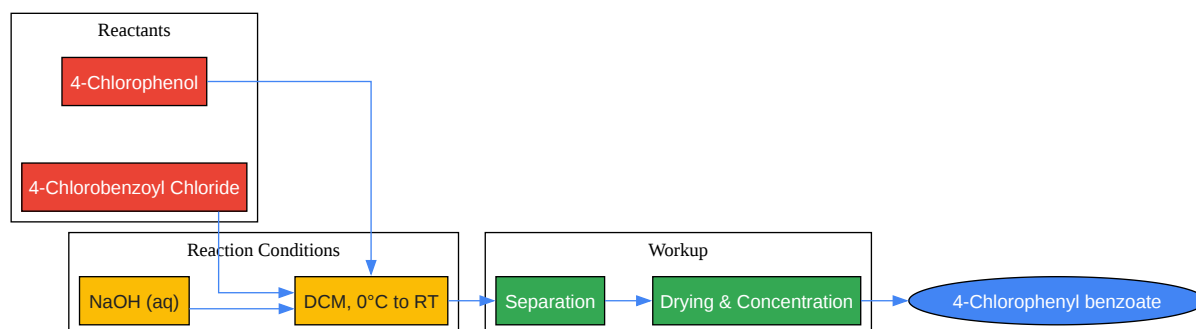 Reactants
4-Chlorophenol
4-Chlorobenzoyl Chloride
Reaction Conditions
NaOH (aq)
DCM, 0°C to RT
Workup
Separation
Drying & Concentration
4-Chlorophenyl benzoate